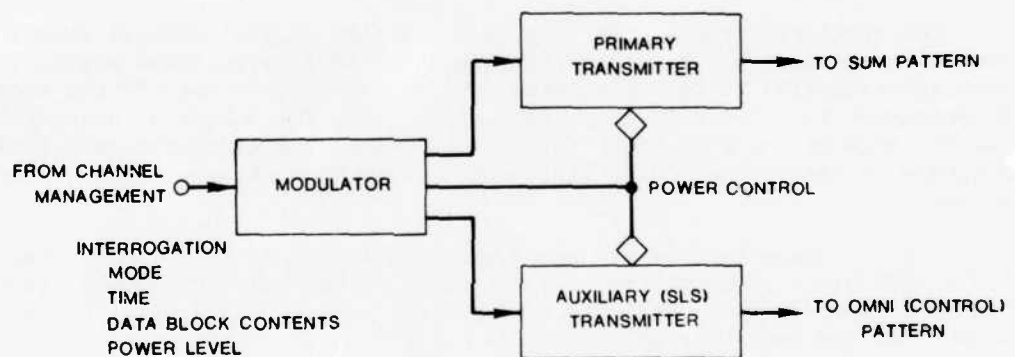 PRIMARY
TRANSMITTER
TO SUM PATTERN
FROM CHANNEL
MANAGEMENT
MODULATOR
POWER CONTROL
INTERROGATION
MODE
TIME
DATA BLOCK CONTENTS
POWER LEVEL
AUXILIARY (SLS)
TRANSMITTER
TO OMNI (CONTROL)
PATTERN